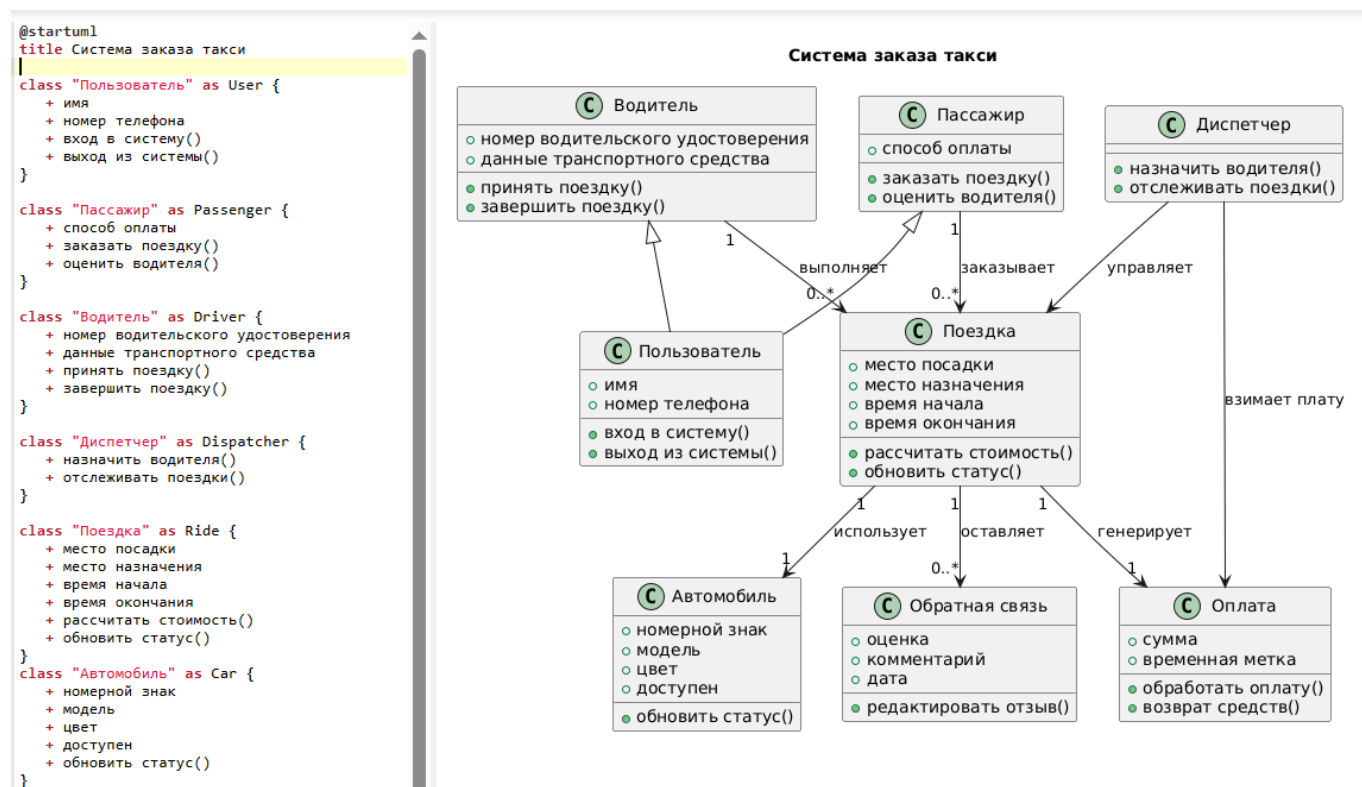 @startuml
title Система заказа такси
class "Пользователь" as User {
+ имя
+ номер телефона
+ вход в систему()
+ выход из системы()
}
class "Пассажир" as Passenger {
+ способ оплаты
+ заказать поездку()
+ оценить водителя()
}
class "Водитель" as Driver {
+ номер водительского удостоверения
+ данные транспортного средства
+ принять поездку()
+ завершить поездку()
}
class "Диспетчер" as Dispatcher {
+ назначить водителя()
+ отслеживать поездки()
}
class "Поездка" as Ride {
+ место посадки
+ место назначения
+ время начала
+ время окончания
+ рассчитать стоимость()
+ обновить статус()
}
class "Автомобиль" as Car {
+ номерной знак
+ модель
+ цвет
+ доступен
+ обновить статус()
}
Система заказа такси
C Водитель
номер водительского удостоверения
данные транспортного средства
принять поездку()
завершить поездку()
C Пассажир
способ оплаты
заказать поездку()
оценить водителя()
C Диспетчер
назначить водителя()
отслеживать поездки()
1
1
выполняет
заказывает
управляет
0..*
0..*
C Пользователь
имя
номер телефона
вход в систему()
выход из системы()
C Поездка
место посадки
место назначения
время начала
время окончания
рассчитать стоимость()
обновить статус()
взимает плату
1
1
1
использует
оставляет
генерирует
1
0..*
1
C Автомобиль
номерной знак
модель
цвет
доступен
обновить статус()
C Обратная связь
оценка
комментарий
дата
редактировать отзыв()
C Оплата
сумма
временная метка
обработать оплату()
возврат средств()